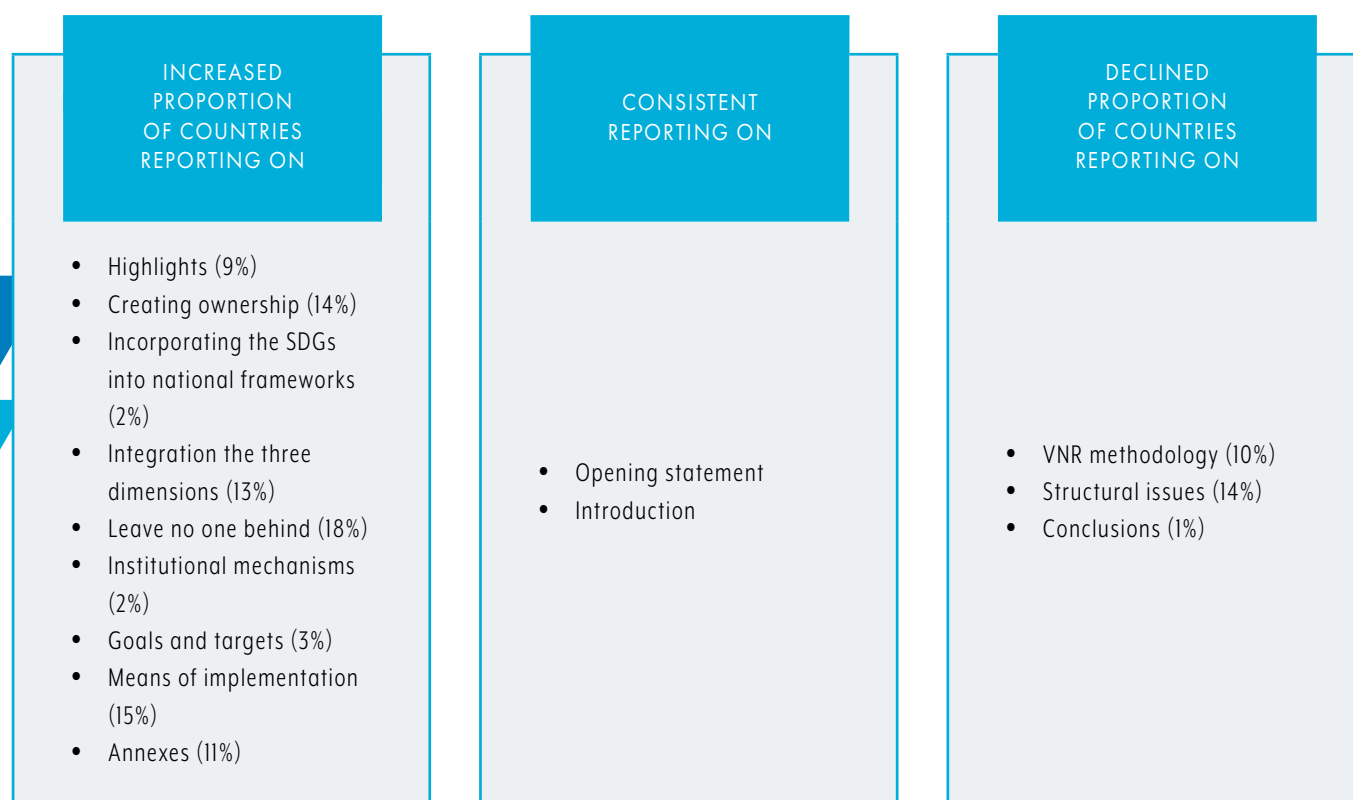 INCREASED
PROPORTION
OF COUNTRIES
REPORTING ON
• Highlights (9%)
• Creating ownership (14%)
• Incorporating the SDGs
into national frameworks
(2%)
• Integration the three
dimensions (13%)
• Leave no one behind (18%)
• Institutional mechanisms
(2%)
• Goals and targets (3%)
• Means of implementation
(15%)
• Annexes (11%)
CONSISTENT
REPORTING ON
• Opening statement
• Introduction
DECLINED
PROPORTION
OF COUNTRIES
REPORTING ON
• VNR methodology (10%)
• Structural issues (14%)
• Conclusions (1%)